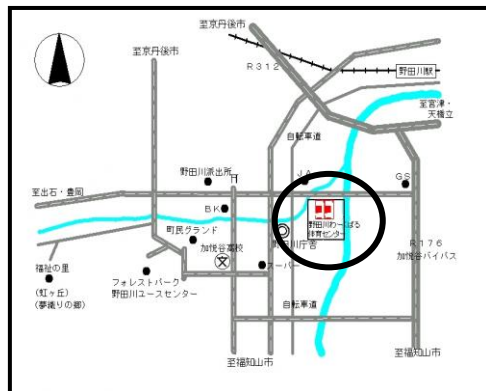 至京丹後市
至京丹後市
R312
野田川駅
至宮津・
天橋立
自転車道
野田川派出所
JA
GS
至出石・豊岡
BK
野田川わーくぱる
体育センター
町民グランド
野田川庁舎
加悦谷高校
R176
加悦谷バイパス
福祉の里
(虹ヶ丘)
(夢織りの郷)
フォレストパーク
野田川ユースセンター
スーパー
文
自転車道
至福知山市
至福知山市